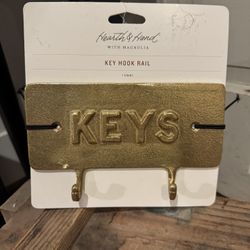 Hearth & Hand
WITH MAGNOLIA
KEY HOOK RAIL
KEYS